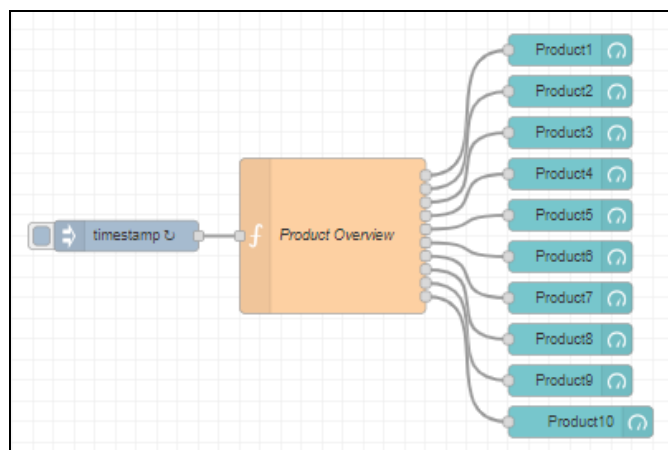 Product1
Product2
Product3
Product4
timestamp ↻
Product Overview
Product5
Product6
Product7
Product8
Product9
Product10